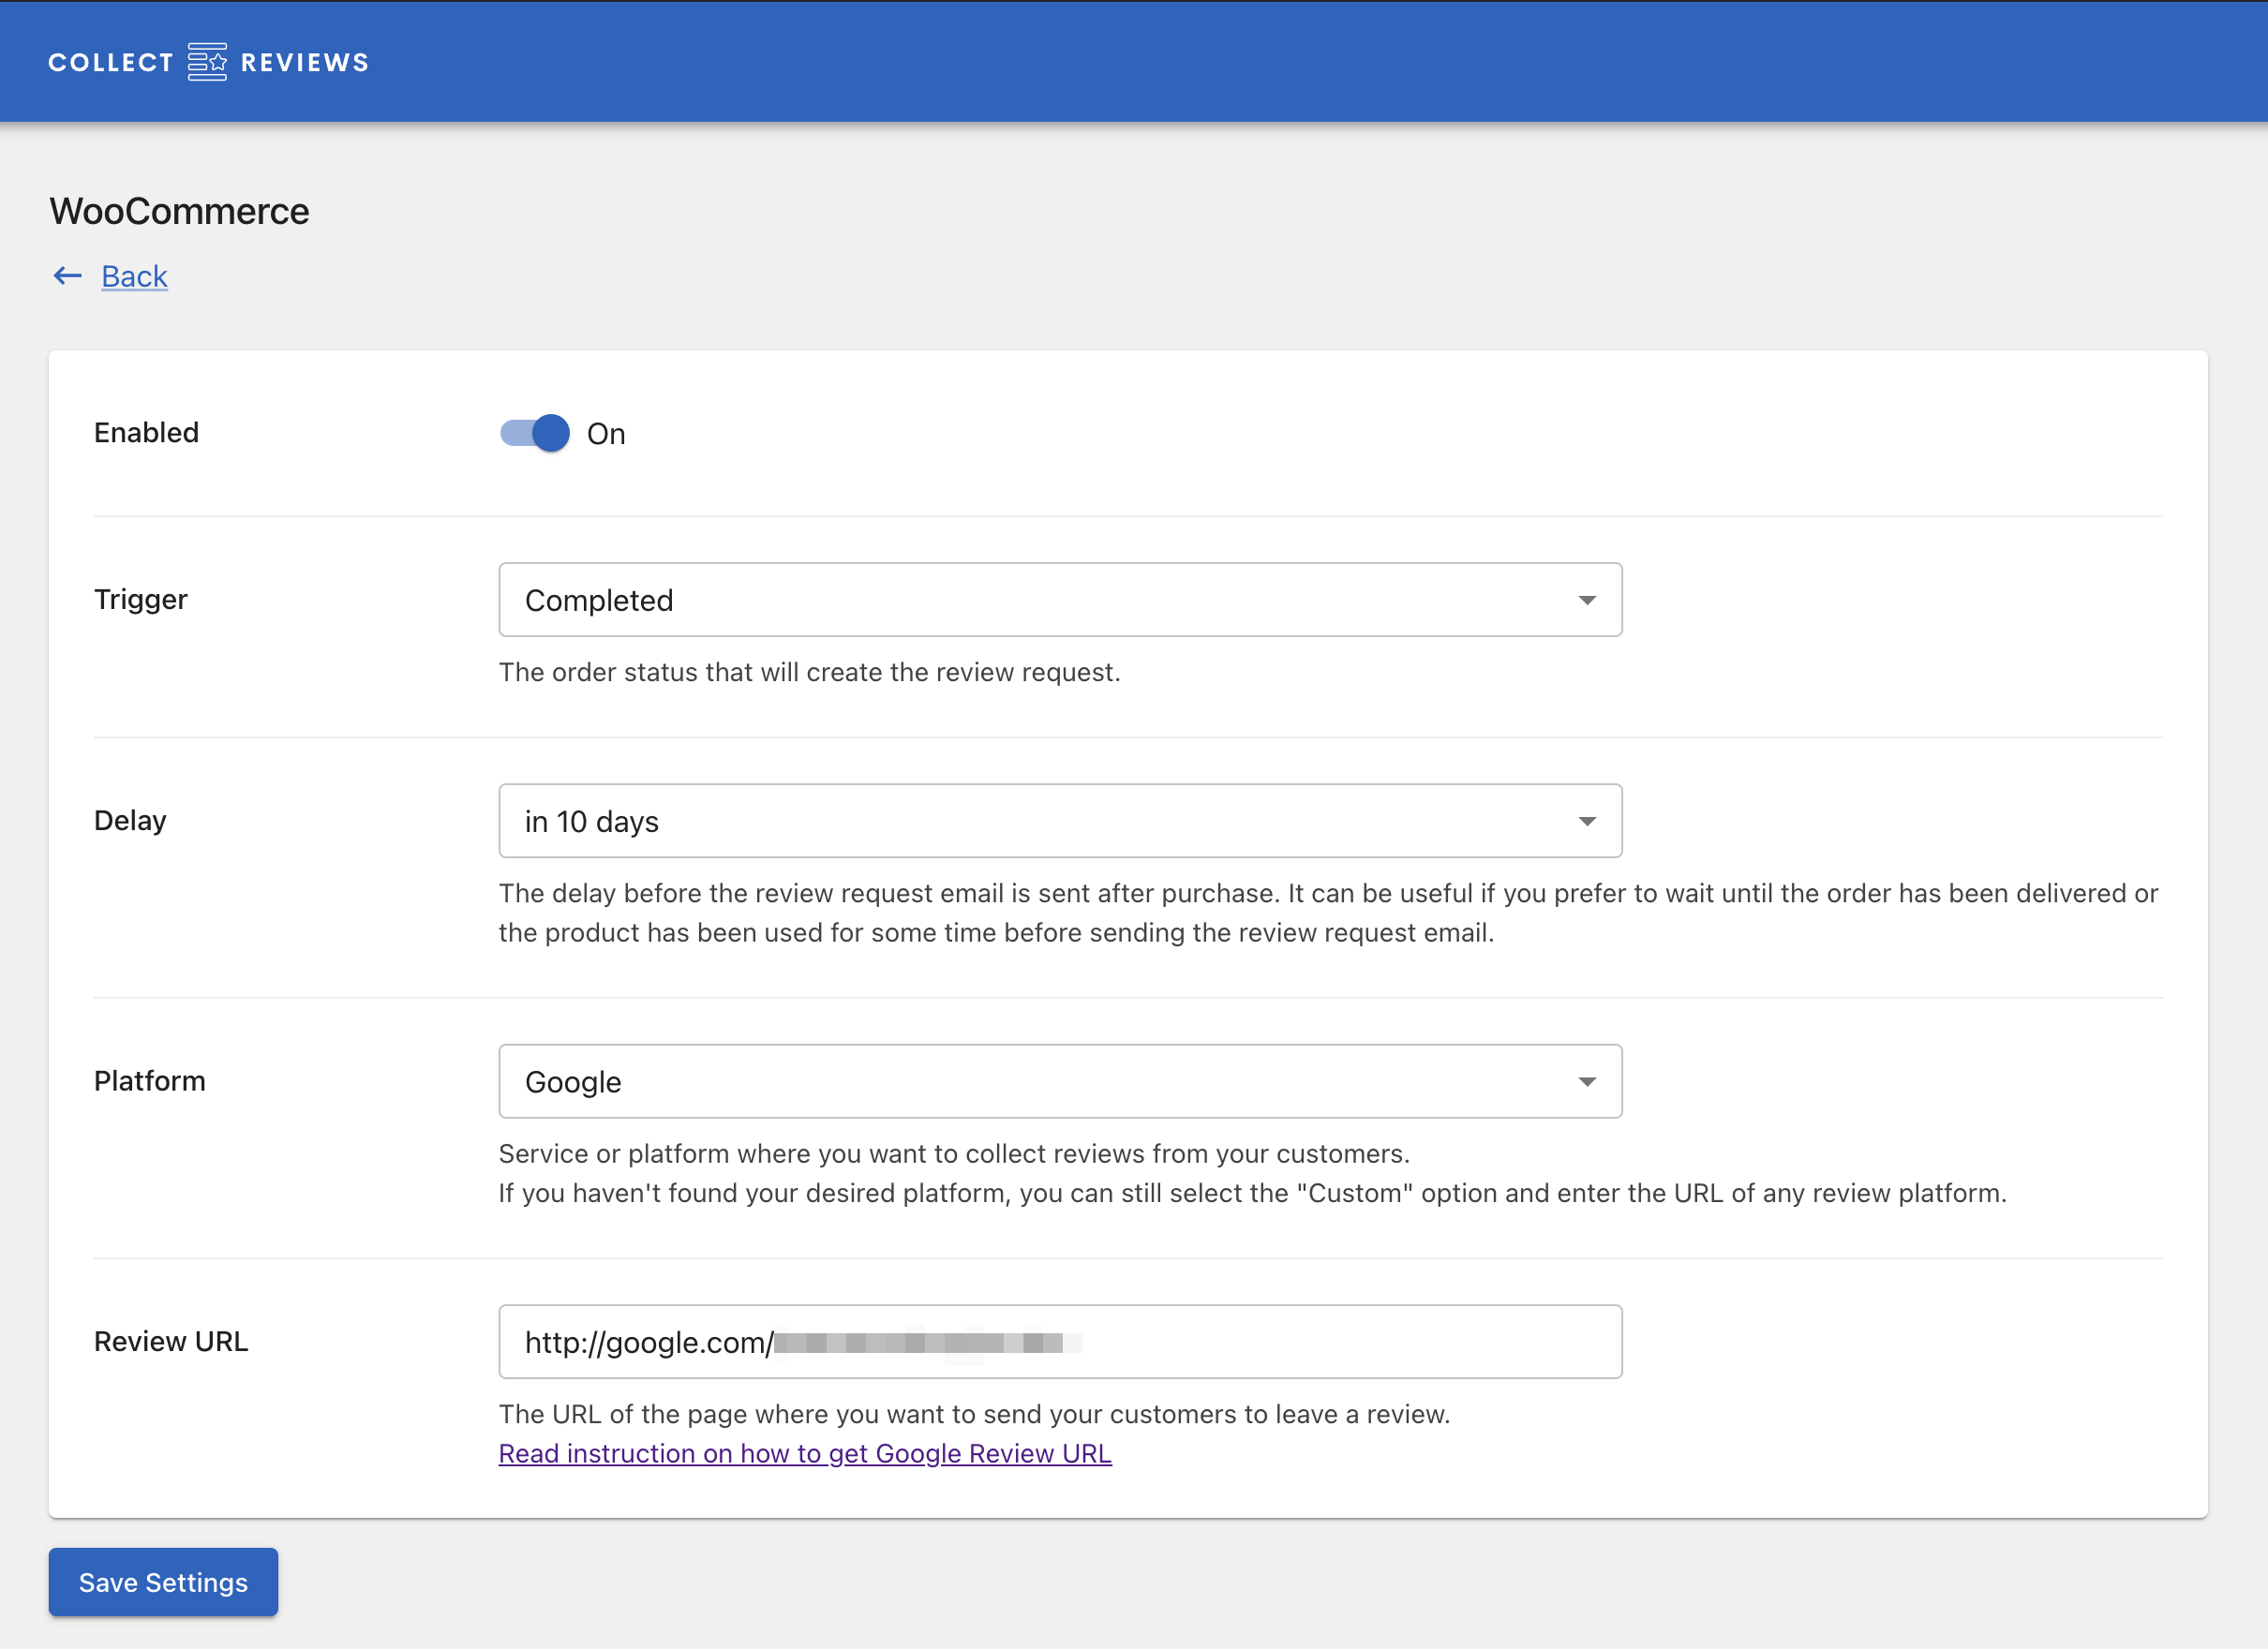 COLLECT REVIEWS
WooCommerce
Back
Enabled
On
Trigger
Completed
The order status that will create the review request.
Delay
in 10 days
The delay before the review request email is sent after purchase. It can be useful if you prefer to wait until the order has been delivered or
the product has been used for some time before sending the review request email.
Platform
Google
Service or platform where you want to collect reviews from your customers.
If you haven't found your desired platform, you can still select the "Custom" option and enter the URL of any review platform.
Review URL
http://google.com/
The URL of the page where you want to send your customers to leave a review.
Read instruction on how to get Google Review URL
Save Settings